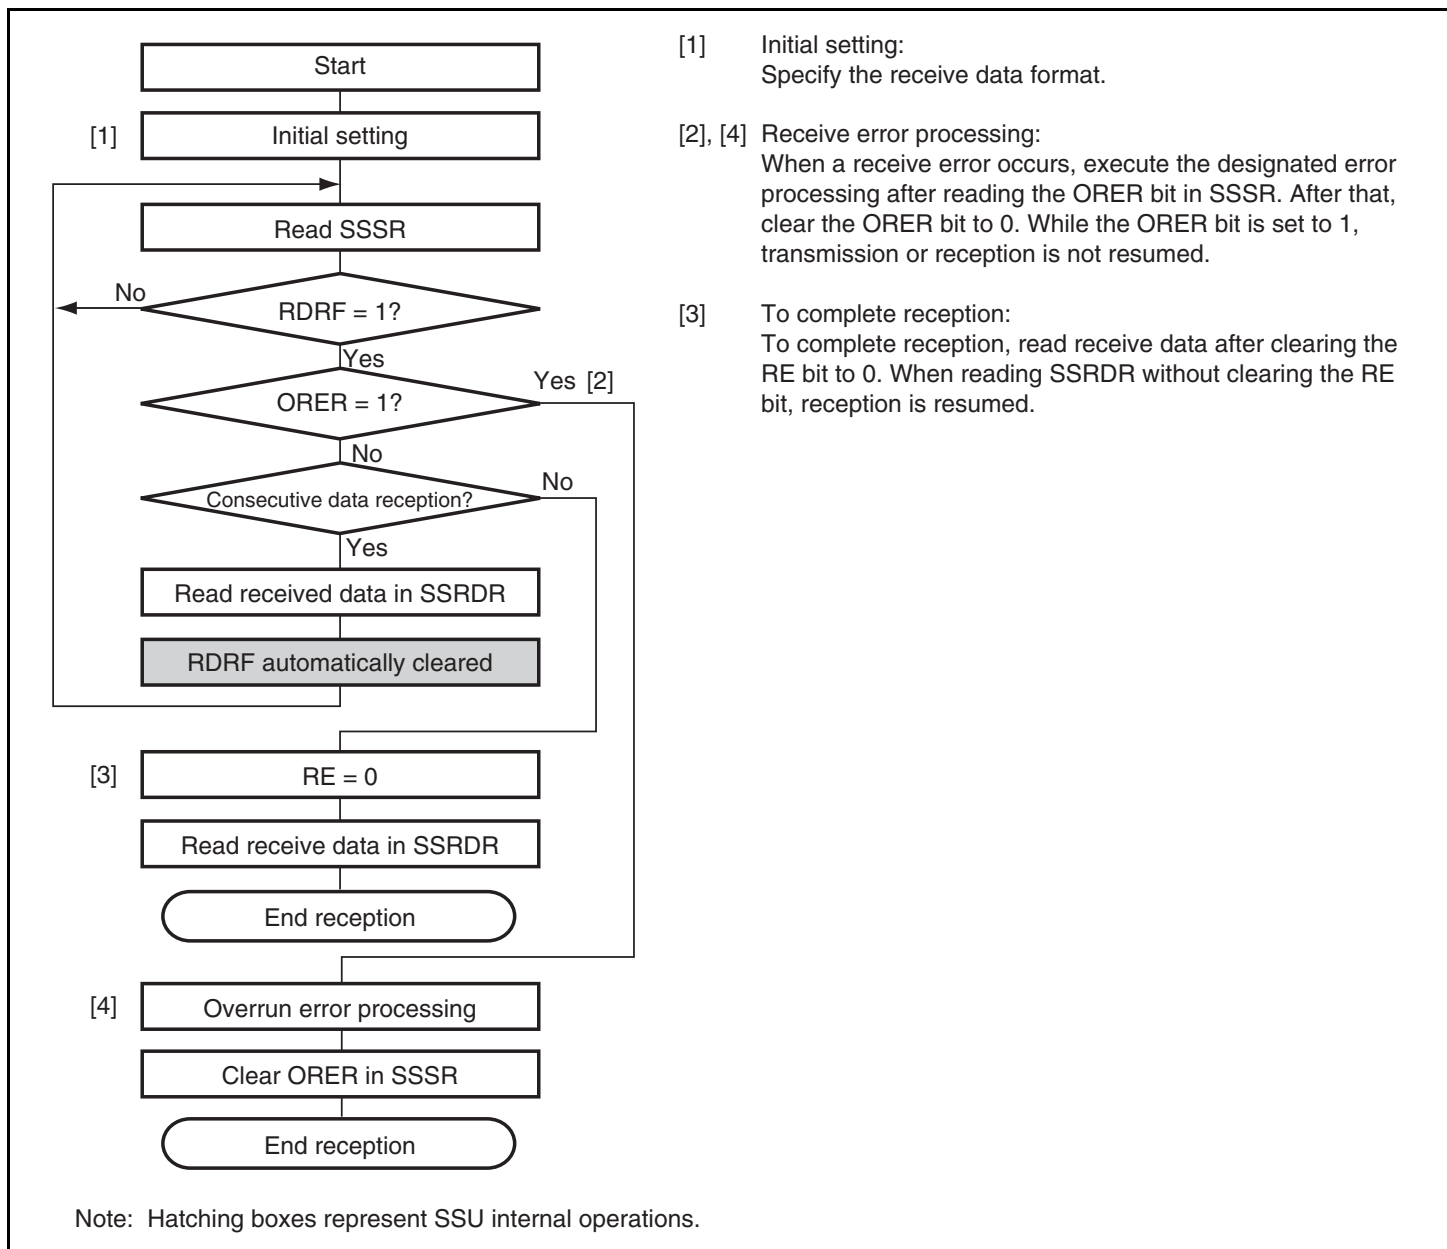 Start
[1] Initial setting
Read SSSR
RDRF = 1?
No
Yes
ORER = 1?
Yes [2]
No
Consecutive data reception?
No
Yes
Read received data in SSRDR
RDRF automatically cleared
[3] RE = 0
Read receive data in SSRDR
End reception
[4] Overrun error processing
Clear ORER in SSSR
End reception
[1] Initial setting:
Specify the receive data format.
[2], [4] Receive error processing:
When a receive error occurs, execute the designated error
processing after reading the ORER bit in SSSR. After that,
clear the ORER bit to 0. While the ORER bit is set to 1,
transmission or reception is not resumed.
[3] To complete reception:
To complete reception, read receive data after clearing the
RE bit to 0. When reading SSRDR without clearing the RE
bit, reception is resumed.
Note: Hatching boxes represent SSU internal operations.